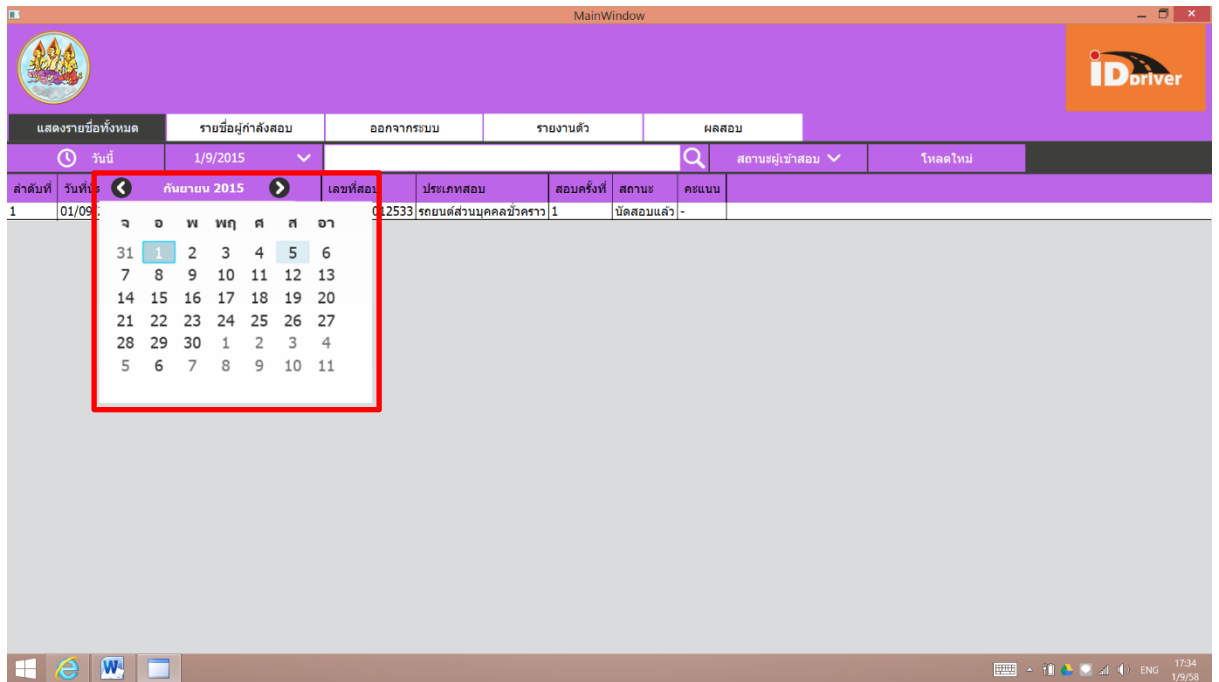 MainWindow
iDDriver
แสดงรายชื่อทั้งหมด รายชื่อผู้กำลังสอบ ออกจากระบบ รายงานตัว ผลสอบ
วันนี้ 1/9/2015 สถานะผู้เข้าสอบ โหลดใหม่
ลำดับที่ กันยายน 2015 เลขที่สอบ ประเภทสอบ สอบครั้งที่ สถานะ คะแนน
1 01/09 012533 รถยนต์ส่วนบุคคลชั่วคราว 1 นัดสอบแล้ว -
จ อ พ พฤ ศ ส อา
31 1 2 3 4 5 6
7 8 9 10 11 12 13
14 15 16 17 18 19 20
21 22 23 24 25 26 27
28 29 30 1 2 3 4
5 6 7 8 9 10 11
ENG 17:34
1/9/58